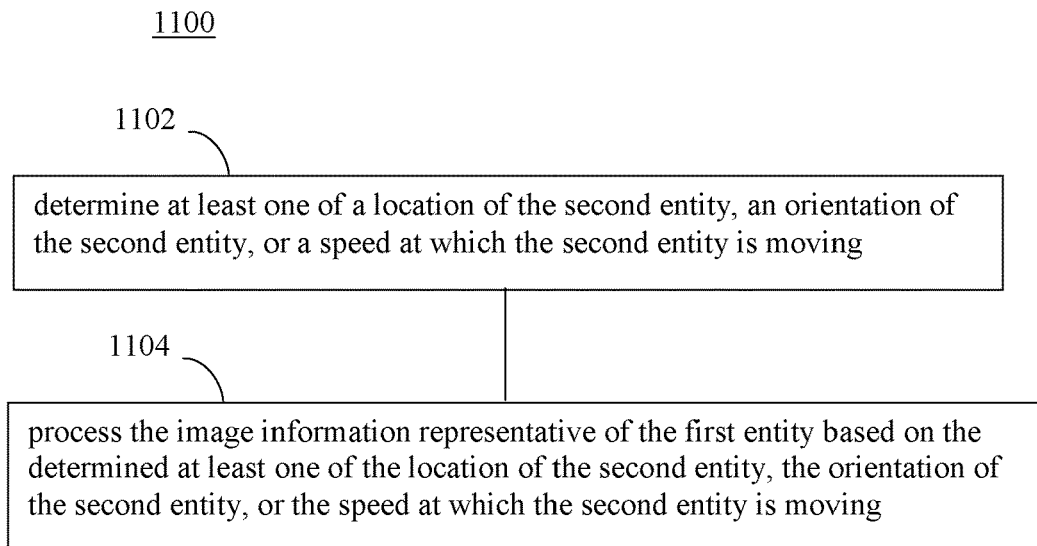 1100
1102
determine at least one of a location of the second entity, an orientation of
the second entity, or a speed at which the second entity is moving
1104
process the image information representative of the first entity based on the
determined at least one of the location of the second entity, the orientation of
the second entity, or the speed at which the second entity is moving